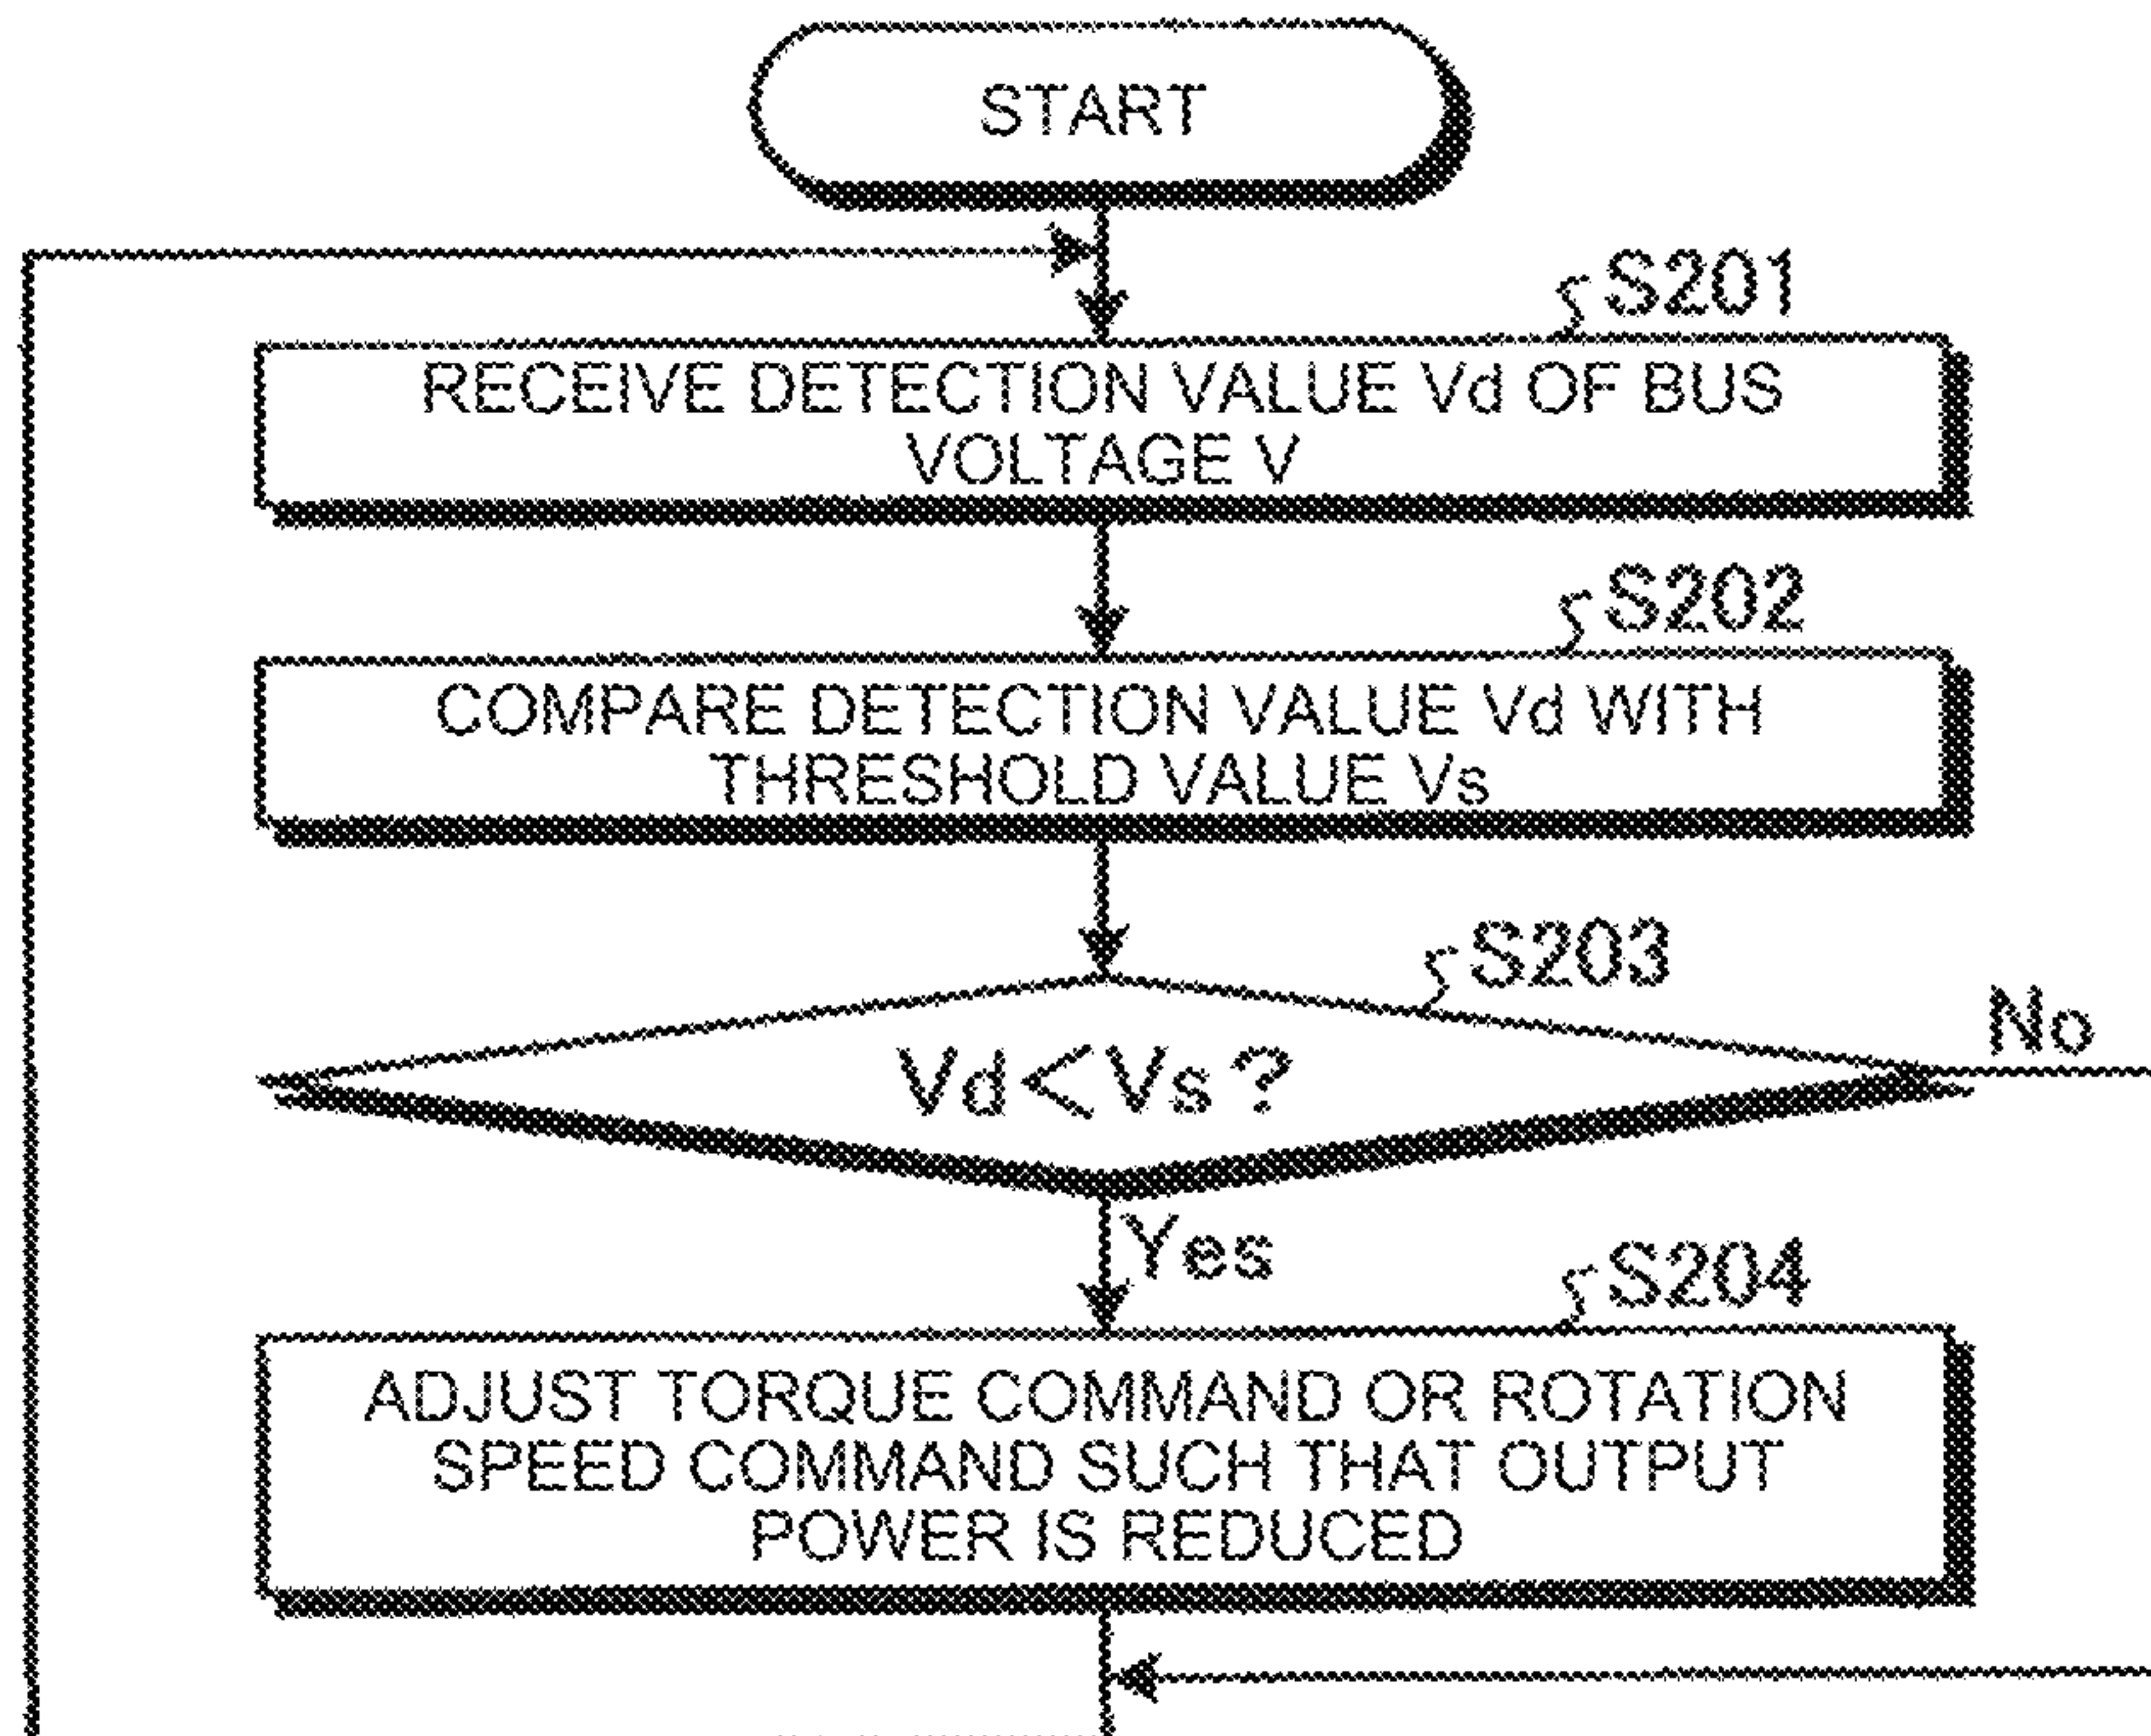 START
S201
RECEIVE DETECTION VALUE Vd OF BUS
VOLTAGE V
S202
COMPARE DETECTION VALUE Vd WITH
THRESHOLD VALUE Vs
S203
No
Vd<Vs?
Yes
S204
ADJUST TORQUE COMMAND OR ROTATION
SPEED COMMAND SUCH THAT OUTPUT
POWER IS REDUCED